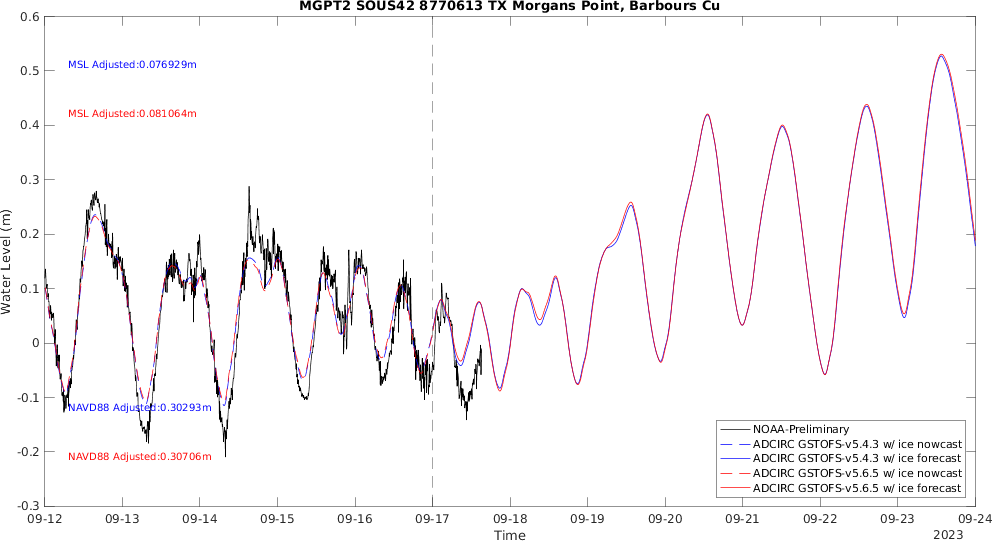 MGPT2 SOUS42 8770613 TX Morgans Point, Barbours Cu
0.6
0.5
0.4
0.3
0.2
0.1
0
-0.1
-0.2
-0.3
Water Level (m)
MSL Adjusted:0.076929m
MSL Adjusted:0.081064m
NAVD88 Adjusted:0.30293m
NAVD88 Adjusted:0.30706m
NOAA-Preliminary
ADCIRC GSTOFS-v5.4.3 w/ ice nowcast
ADCIRC GSTOFS-v5.4.3 w/ ice forecast
ADCIRC GSTOFS-v5.6.5 w/ ice nowcast
ADCIRC GSTOFS-v5.6.5 w/ ice forecast
09-12 09-13 09-14 09-15 09-16 09-17 09-18 09-19 09-20 09-21 09-22 09-23 09-24
Time
2023